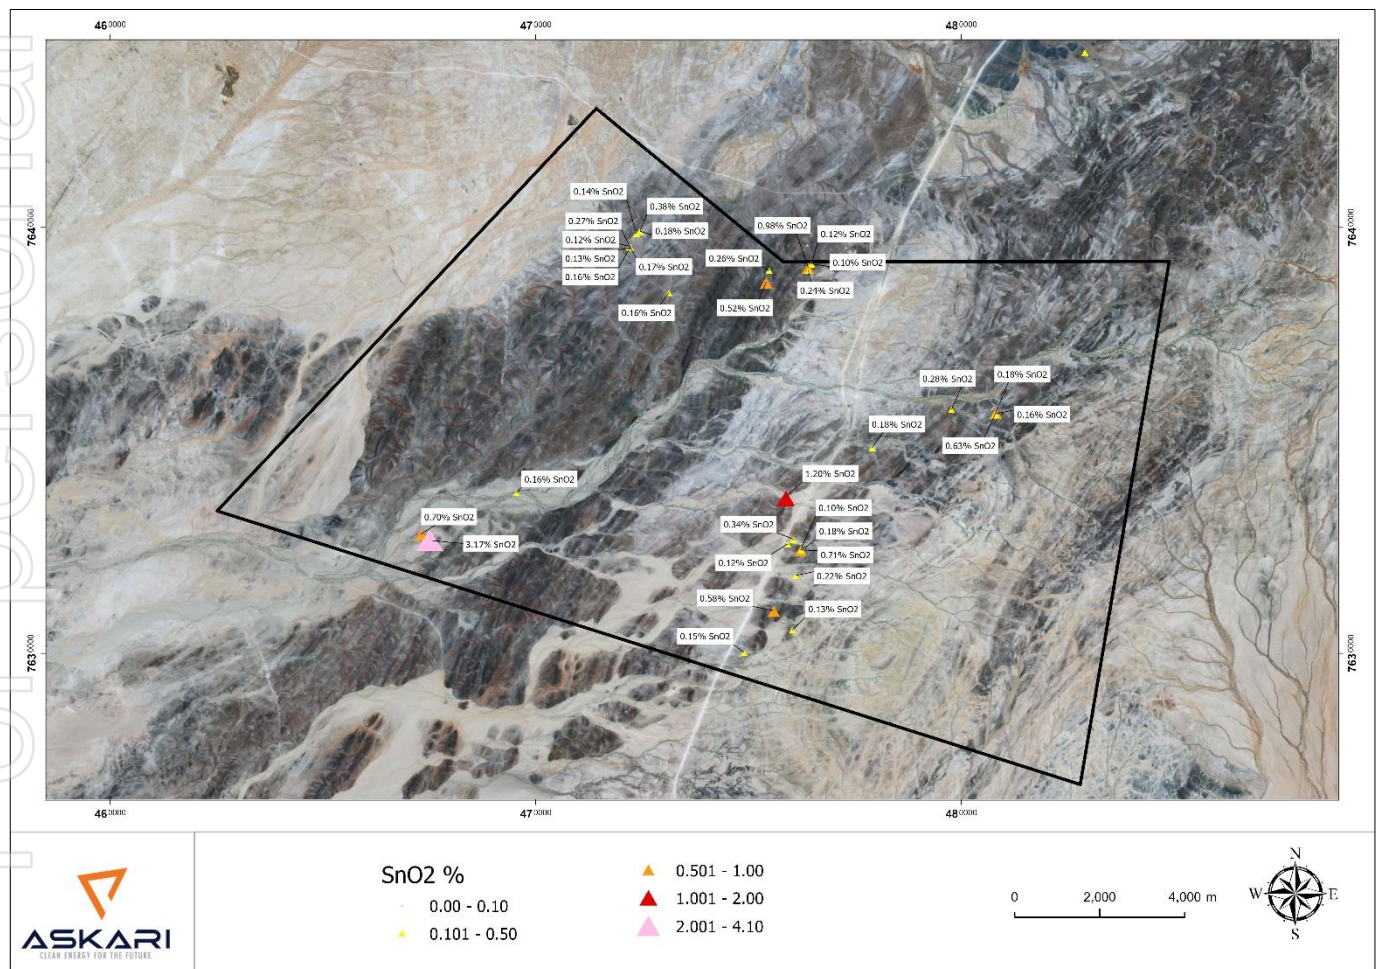 For personal
460000
470000
480000
7640000
7640000
0.14% SnO2
0.38% SnO2
0.27% SnO2
0.18% SnO2
0.12% SnO2
0.13% SnO2
0.17% SnO2
0.16% SnO2
0.16% SnO2
0.98% SnO2
0.12% SnO2
0.26% SnO2
0.10% SnO2
0.24% SnO2
0.52% SnO2
0.28% SnO2
0.18% SnO2
0.16% SnO2
0.18% SnO2
0.63% SnO2
0.16% SnO2
1.20% SnO2
0.70% SnO2
3.17% SnO2
0.10% SnO2
0.34% SnO2
0.18% SnO2
0.71% SnO2
0.12% SnO2
0.22% SnO2
0.58% SnO2
0.13% SnO2
0.15% SnO2
7630000
7630000
460000
470000
480000
ASKARI
CLEAN ENERGY FOR THE FUTURE
SnO2 %
0.00 - 0.10
0.101 - 0.50
0.501 - 1.00
1.001 - 2.00
2.001 - 4.10
0 2,000 4,000 m
N
W E
S